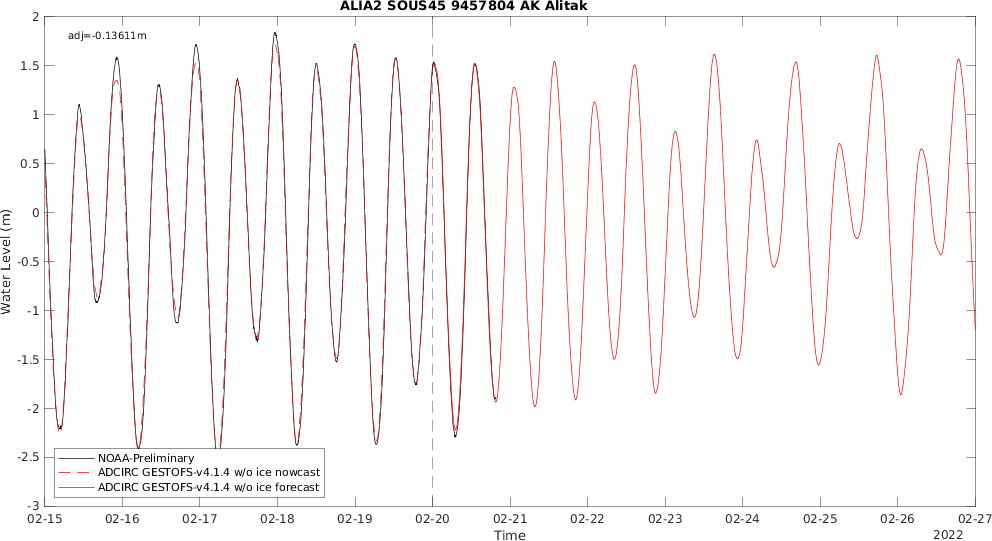 ALIA2 SOUS45 9457804 AK Alitak
adj=-0.13611m
2
1.5
1
0.5
0
-0.5
-1
-1.5
-2
-2.5
-3
Water Level (m)
NOAA-Preliminary
ADCIRC GESTOFS-v4.1.4 w/o ice nowcast
ADCIRC GESTOFS-v4.1.4 w/o ice forecast
02-15 02-16 02-17 02-18 02-19 02-20 02-21 02-22 02-23 02-24 02-25 02-26 02-27
Time
2022